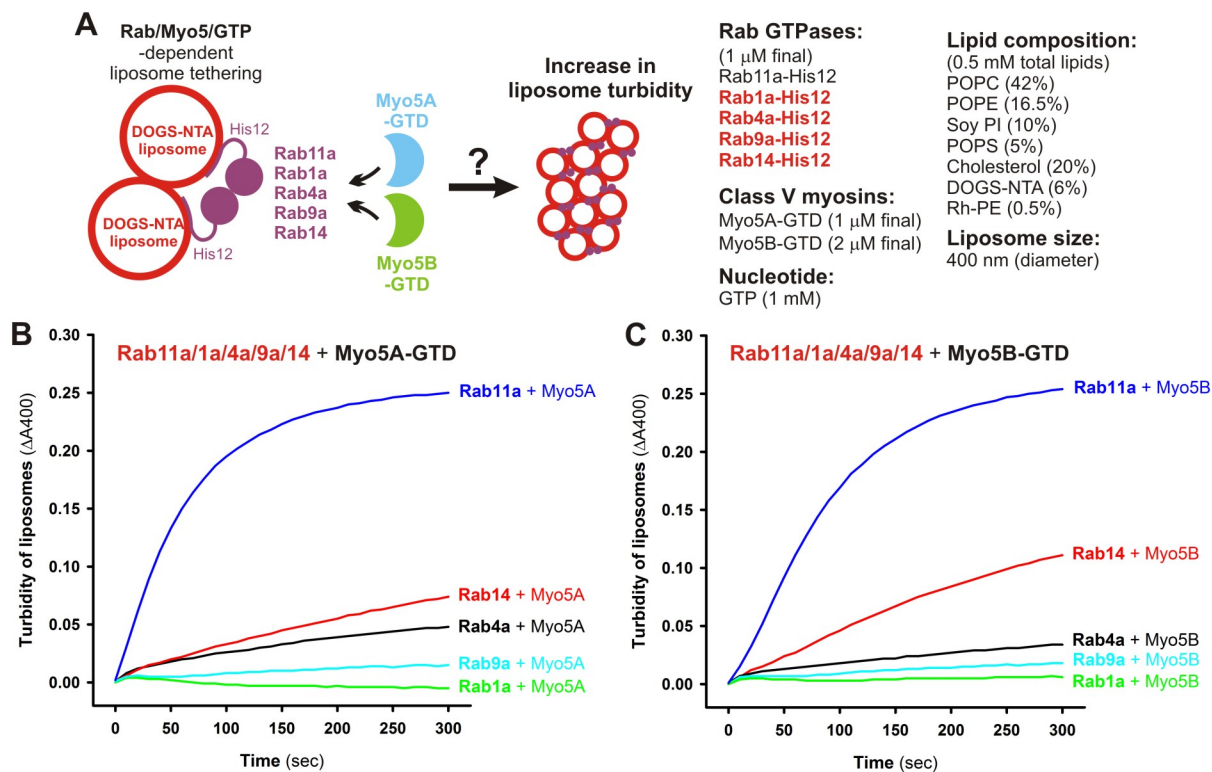 A
Rab/Myo5/GTP
-dependent
liposome tethering
DOGS-NTA
liposome
His12
DOGS-NTA
liposome
His12
Rab11a
Rab1a
Rab4a
Rab9a
Rab14
Myo5A
-GTD
Myo5B
-GTD
?
Increase in
liposome turbidity
Rab GTPases:
(1 μM final)
Rab11a-His12
Rab1a-His12
Rab4a-His12
Rab9a-His12
Rab14-His12
Class V myosins:
Myo5A-GTD (1 μM final)
Myo5B-GTD (2 μM final)
Nucleotide:
GTP (1 mM)
Lipid composition:
(0.5 mM total lipids)
POPC (42%)
POPE (16.5%)
Soy PI (10%)
POPS (5%)
Cholesterol (20%)
DOGS-NTA (6%)
Rh-PE (0.5%)
Liposome size:
400 nm (diameter)
B
Rab11a/1a/4a/9a/14 + Myo5A-GTD
Turbidity of liposomes (ΔA400)
0.30
0.25
0.20
0.15
0.10
0.05
0.00
Rab11a + Myo5A
Rab14 + Myo5A
Rab4a + Myo5A
Rab9a + Myo5A
Rab1a + Myo5A
0 50 100 150 200 250 300
Time (sec)
C
Rab11a/1a/4a/9a/14 + Myo5B-GTD
Turbidity of liposomes (ΔA400)
0.30
0.25
0.20
0.15
0.10
0.05
0.00
Rab11a + Myo5B
Rab14 + Myo5B
Rab4a + Myo5B
Rab9a + Myo5B
Rab1a + Myo5B
0 50 100 150 200 250 300
Time (sec)